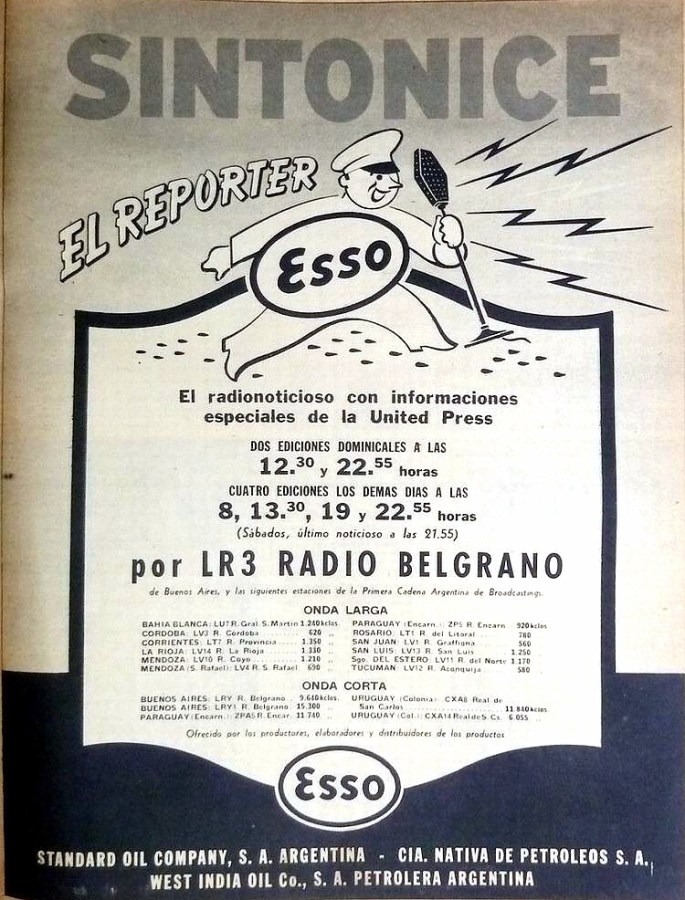 SINTONICE
EL REPORTER
Esso
El radionoticioso con informaciones
especiales de la United Press
DOS EDICIONES DOMINICALES A LAS
12.30 y 22.55 horas
CUATRO EDICIONES LOS DEMAS DIAS A LAS
8, 13.30, 19 y 22.55 horas
(Sábados, último noticioso a las 21.55)
por LR3 RADIO BELGRANO
de Buenos Aires, y las siguientes estaciones de la Primera Cadena Argentina de Broadcastings.
ONDA LARGA
BAHIA BLANCA: LU7 R. Gral S. Martin 1.240 kclos.
CORDOBA: LV3 R. Cordoba 620 ,,
CORRIENTES: LT7 R. Provincia 1.350 ,,
LA RIOJA: LV14 R. La Rioja 1.330 ,,
MENDOZA: LV10 R. Cuyo 1.210 ,,
MENDOZA (S. Rafael): LV4 R. S. Rafael 690 ,,
PARAGUAY (Encarn.): ZP5 R. Encarn 920 kclos
ROSARIO: LT1 R. del Litoral 780
SAN JUAN: LV1 R. Graffigna 560
SAN LUIS: LV13 R. San Luis 1.250
Sgo. DEL ESTERO: LV11 R. del Norte 1.170
TUCUMAN: LV12 R. Aconquija 580
ONDA CORTA
BUENOS AIRES: LRY R. Belgrano 9.640 kclos.
BUENOS AIRES: LRY1 R. Belgrano 15.300
PARAGUAY (Encarn.): ZPA5 R. Encar. 11.740 ,,
URUGUAY (Colonia): CXA8 Real de
San Carlos 11.840 kclos
URUGUAY (Col.): CXA14 Real de S. Cs. 6.055 ,,
Ofrecido por los productores, elaboradores y distribuidores de los productos
Esso
STANDARD OIL COMPANY, S. A. ARGENTINA - CIA. NATIVA DE PETROLEOS S. A.
WEST INDIA OIL Co., S. A. PETROLERA ARGENTINA